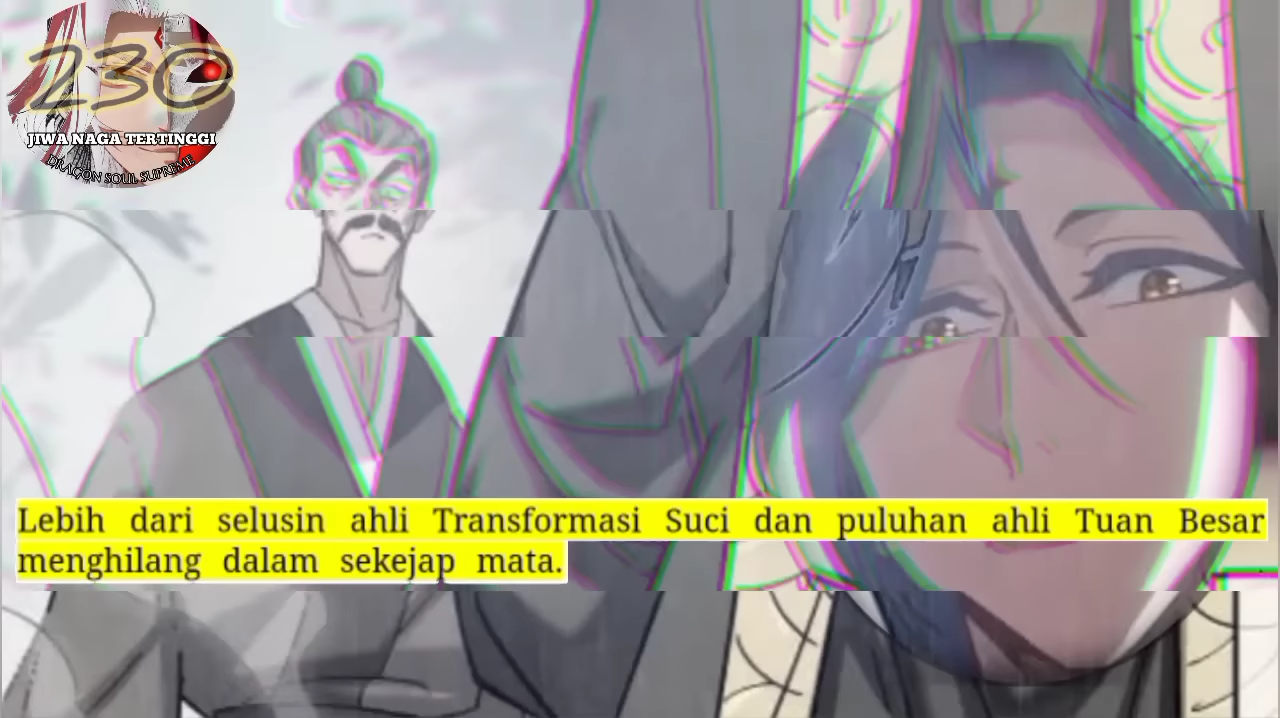 230
JIWA NAGA TERTINGGI
DRAGON SOUL SUPREME
Lebih dari selusin ahli Transformasi Suci dan puluhan ahli Tuan Besar
menghilang dalam sekejap mata.